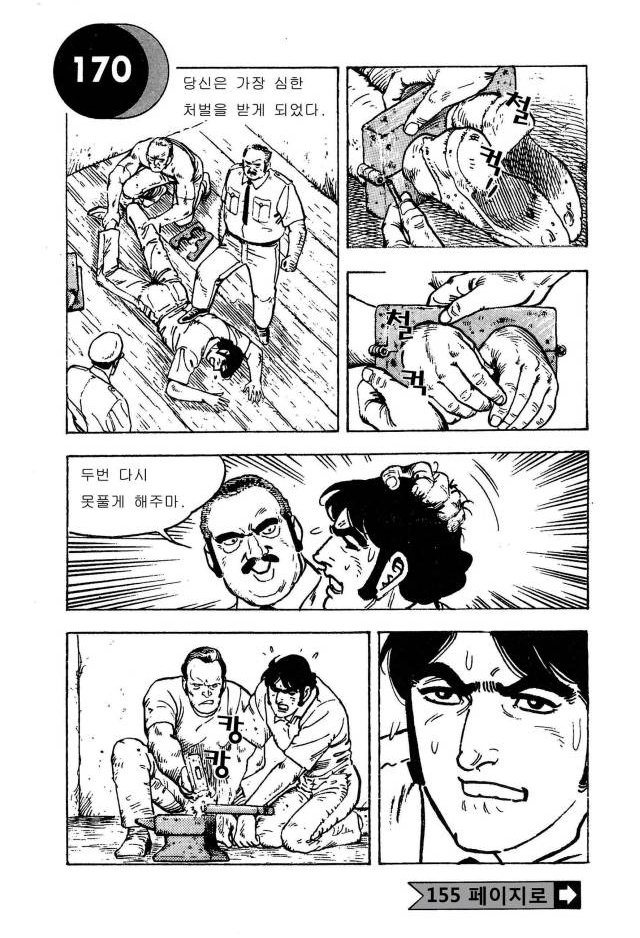 170
당신은 가장 심한
처벌을 받게 되었다.
철
컥!!
철
컥
두번 다시
못풀게 해주마.
캉
캉
155 페이지로